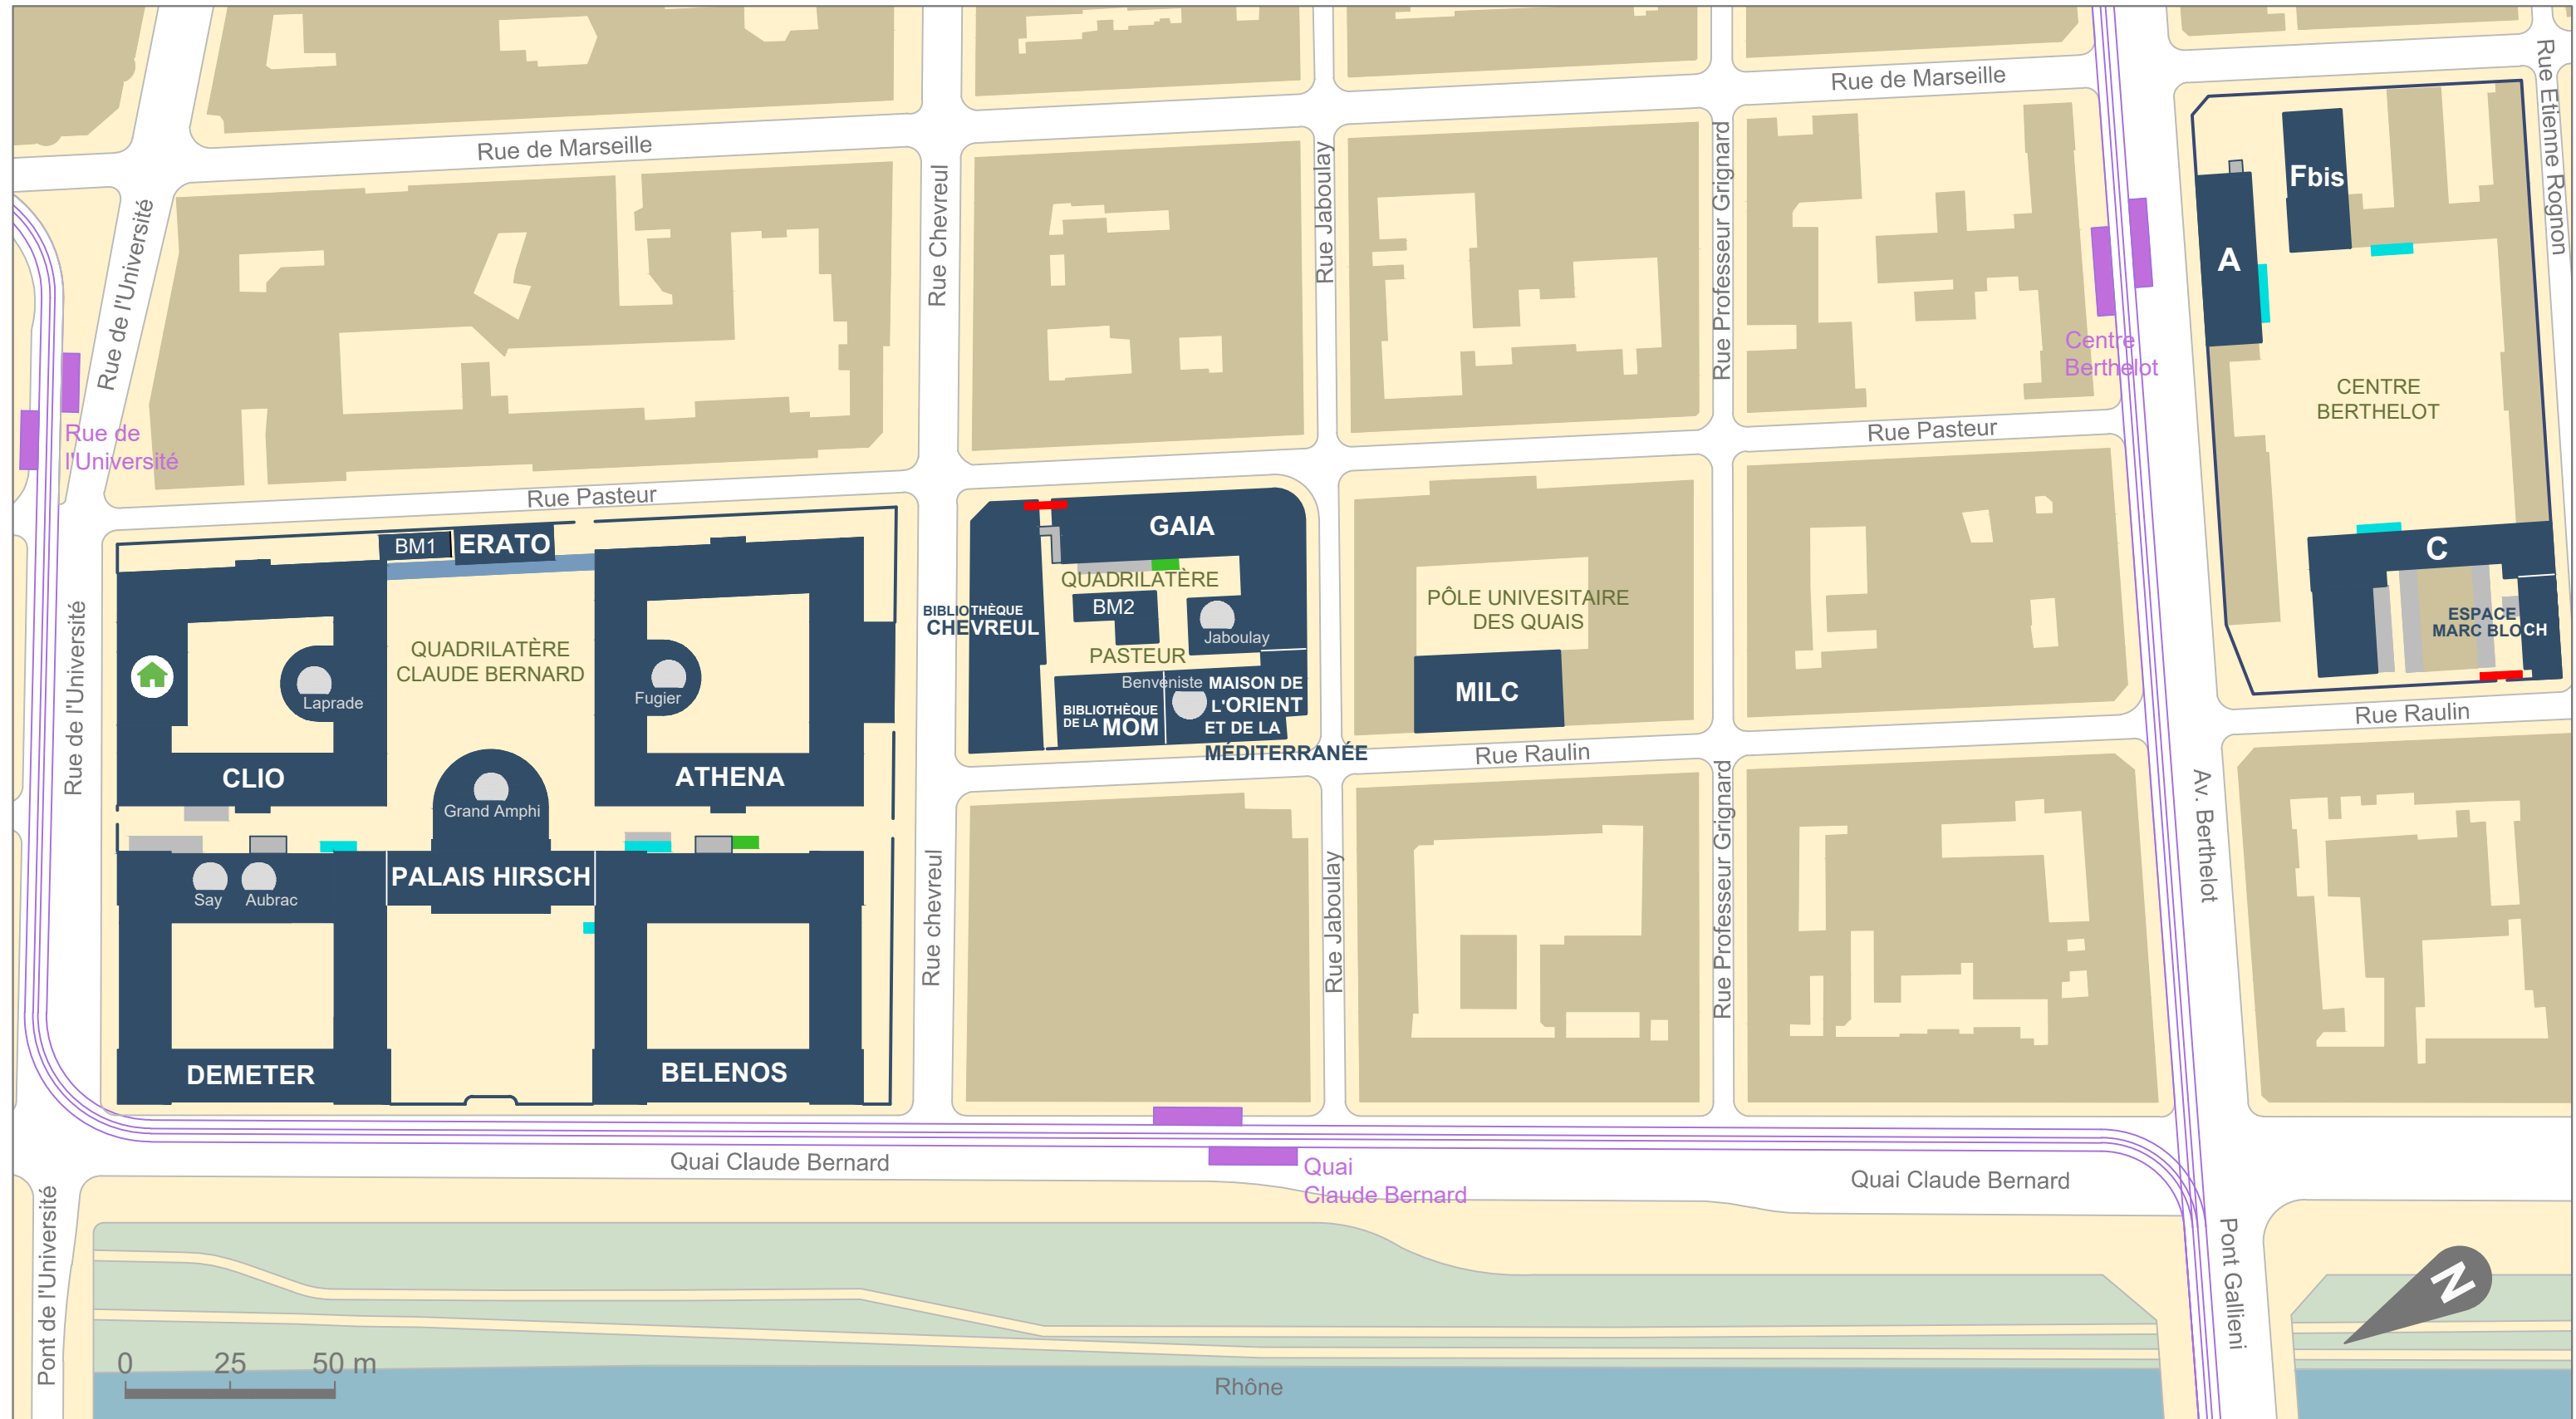 Rue de Marseille
Rue de Marseille
Rue Etienne Rognon
Rue de l'Université
Rue Chevreul
Rue Jaboulay
Rue Professeur Grignard
Fbis
A
Centre
Berthelot
CENTRE
BERTHELOT
Rue de
l'Université
Rue Pasteur
Rue Pasteur
BM1
ERATO
GAIA
C
QUADRILATÈRE
BM2
PASTEUR
Jaboulay
BIBLIOTHÈQUE
CHEVREUL
PÔLE UNIVESITAIRE
DES QUAIS
ESPACE
MARC BLOCH
QUADRILATÈRE
CLAUDE BERNARD
Laprade
Fugier
Benveniste
MAISON DE
L'ORIENT
ET DE LA
MÉDITERRANÉE
BIBLIOTHÈQUE
DE LA MOM
MILC
Rue Raulin
Rue Raulin
Rue de l'Université
CLIO
Grand Amphi
ATHENA
PALAIS HIRSCH
Say
Aubrac
Rue chevreul
Rue Jaboulay
Rue Professeur Grignard
Av. Berthelot
DEMETER
BELENOS
Quai Claude Bernard
Quai
Claude Bernard
Quai Claude Bernard
Pont de l'Université
Pont Gallieni
N
0 25 50 m
Rhône